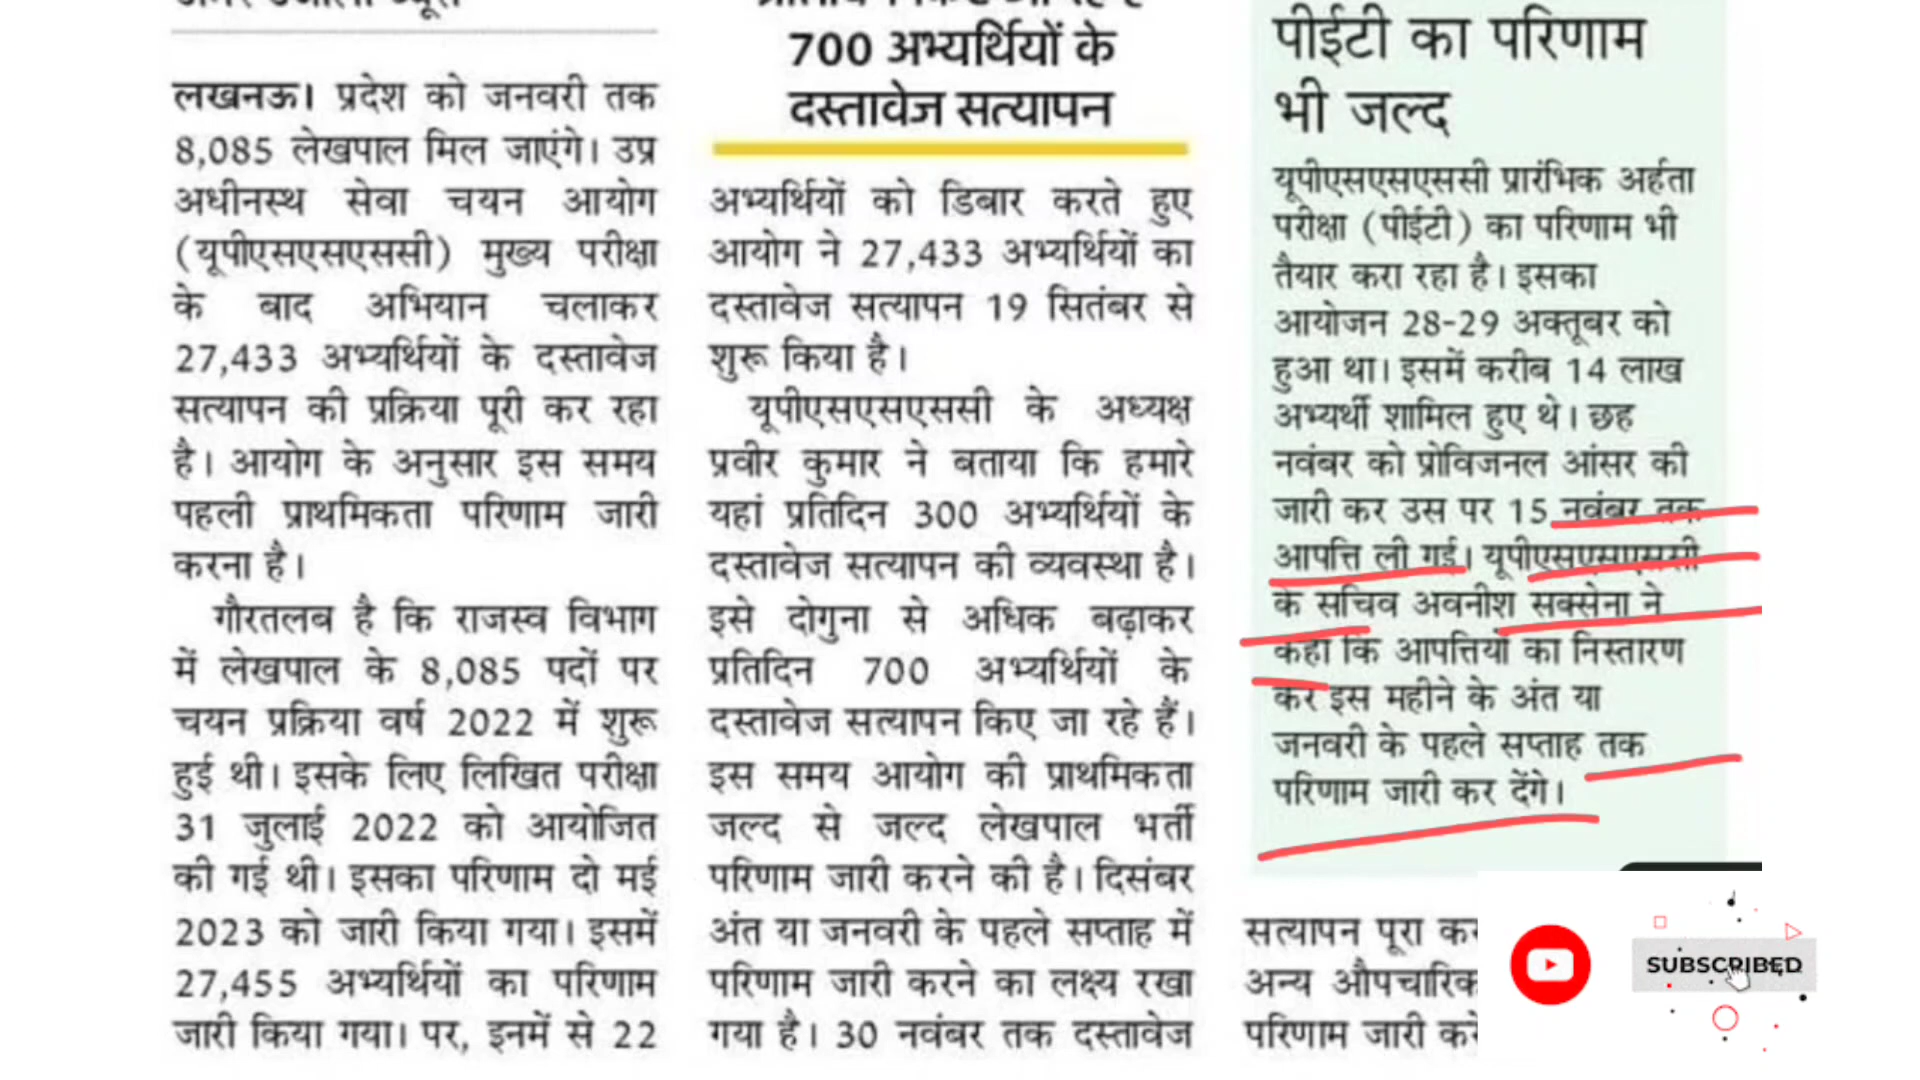 लखनऊ। प्रदेश को जनवरी तक
8,085 लेखपाल मिल जाएंगे। उप्र
अधीनस्थ सेवा चयन आयोग
(यूपीएसएसएससी) मुख्य परीक्षा
के बाद अभियान चलाकर
27,433 अभ्यर्थियों के दस्तावेज
सत्यापन की प्रक्रिया पूरी कर रहा
है। आयोग के अनुसार इस समय
पहली प्राथमिकता परिणाम जारी
करना है।
गौरतलब है कि राजस्व विभाग
में लेखपाल के 8,085 पदों पर
चयन प्रक्रिया वर्ष 2022 में शुरू
हुई थी। इसके लिए लिखित परीक्षा
31 जुलाई 2022 को आयोजित
की गई थी। इसका परिणाम दो मई
2023 को जारी किया गया। इसमें
27,455 अभ्यर्थियों का परिणाम
जारी किया गया। पर, इनमें से 22
700 अभ्यर्थियों के
दस्तावेज सत्यापन
अभ्यर्थियों को डिबार करते हुए
आयोग ने 27,433 अभ्यर्थियों का
दस्तावेज सत्यापन 19 सितंबर से
शुरू किया है।
यूपीएसएसएससी के अध्यक्ष
प्रवीर कुमार ने बताया कि हमारे
यहां प्रतिदिन 300 अभ्यर्थियों के
दस्तावेज सत्यापन की व्यवस्था है।
इसे दोगुना से अधिक बढ़ाकर
प्रतिदिन 700 अभ्यर्थियों के
दस्तावेज सत्यापन किए जा रहे हैं।
इस समय आयोग की प्राथमिकता
जल्द से जल्द लेखपाल भर्ती
परिणाम जारी करने की है। दिसंबर
अंत या जनवरी के पहले सप्ताह में
परिणाम जारी करने का लक्ष्य रखा
गया है। 30 नवंबर तक दस्तावेज
पीईटी का परिणाम
भी जल्द
यूपीएसएसएससी प्रारंभिक अर्हता
परीक्षा (पीईटी) का परिणाम भी
तैयार करा रहा है। इसका
आयोजन 28-29 अक्तूबर को
हुआ था। इसमें करीब 14 लाख
अभ्यर्थी शामिल हुए थे। छह
नवंबर को प्रोविजनल आंसर की
जारी कर उस पर 15 नवंबर तक
आपत्ति ली गई। यूपीएसएसएससी
के सचिव अवनीश सक्सेना ने
कहा कि आपत्तियों का निस्तारण
कर इस महीने के अंत या
जनवरी के पहले सप्ताह तक
परिणाम जारी कर देंगे।
सत्यापन पूरा
अन्य
परिणाम जारी
SUBSCRIBED